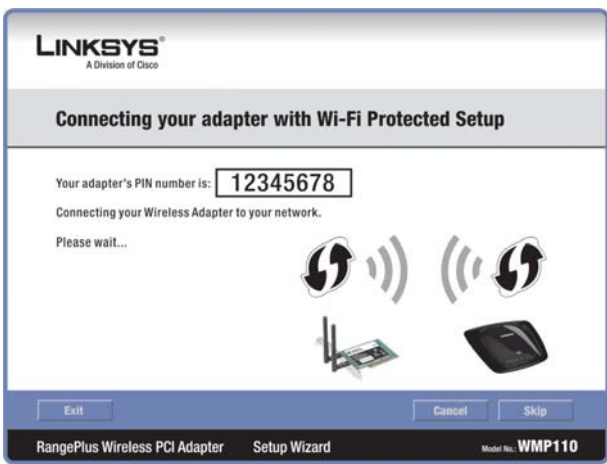 LINKSYS®
A Division of Cisco
Connecting your adapter with Wi-Fi Protected Setup
Your adapter's PIN number is: 12345678
Connecting your Wireless Adapter to your network.
Please wait...
Exit
Cancel
Skip
RangePlus Wireless PCI Adapter Setup Wizard Model No.: WMP110